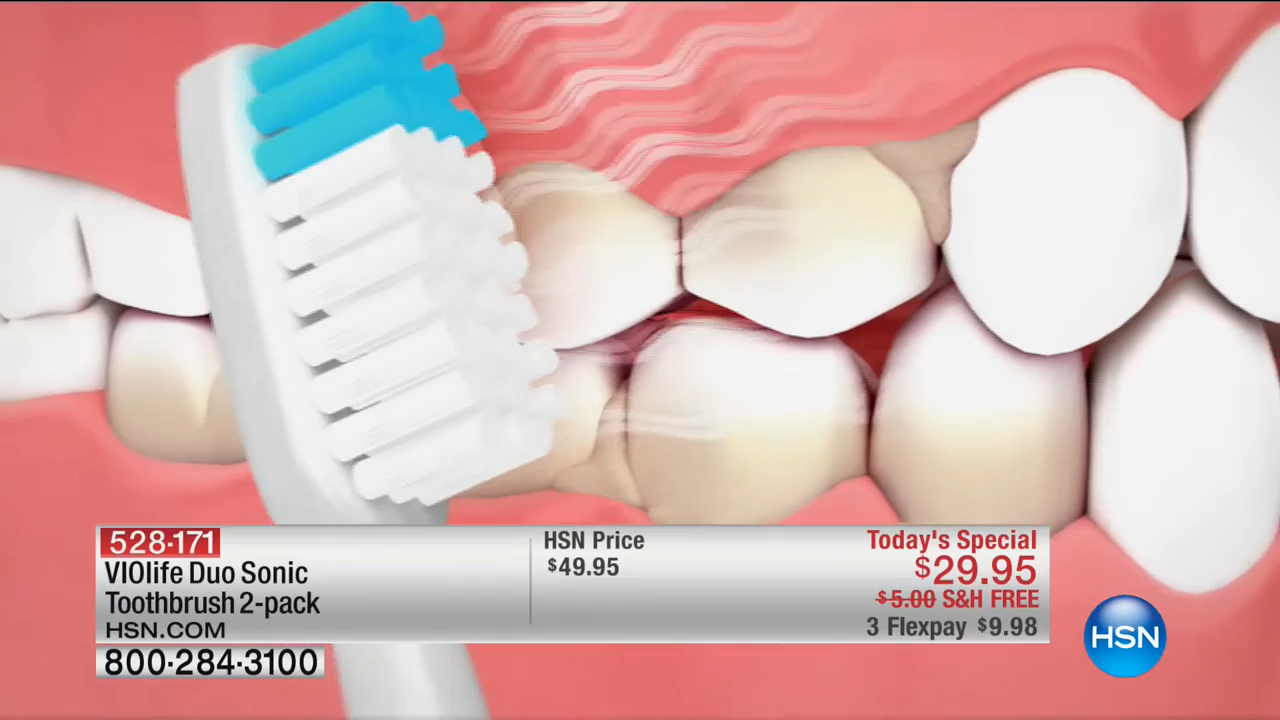 528-171
VIOlife Duo Sonic
Toothbrush 2-pack
HSN.COM
800·284·3100
HSN Price
$49.95
Today's Special
$29.95
$5.00 S&H FREE
3 Flexpay $9.98
HSN